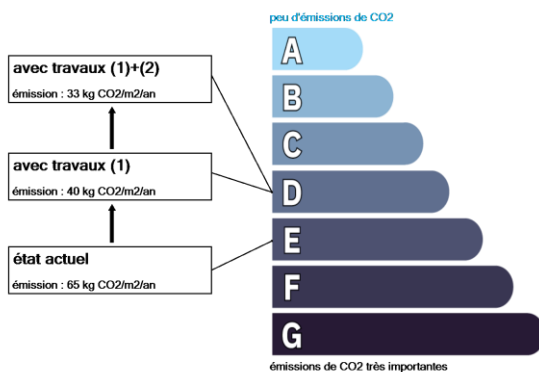 peu d'émissions de CO2
avec travaux (1)+(2)
émission : 33 kg CO2/m2/an
avec travaux (1)
émission : 40 kg CO2/m2/an
état actuel
émission : 65 kg CO2/m2/an
A
B
C
D
E
F
G
émissions de CO2 très importantes